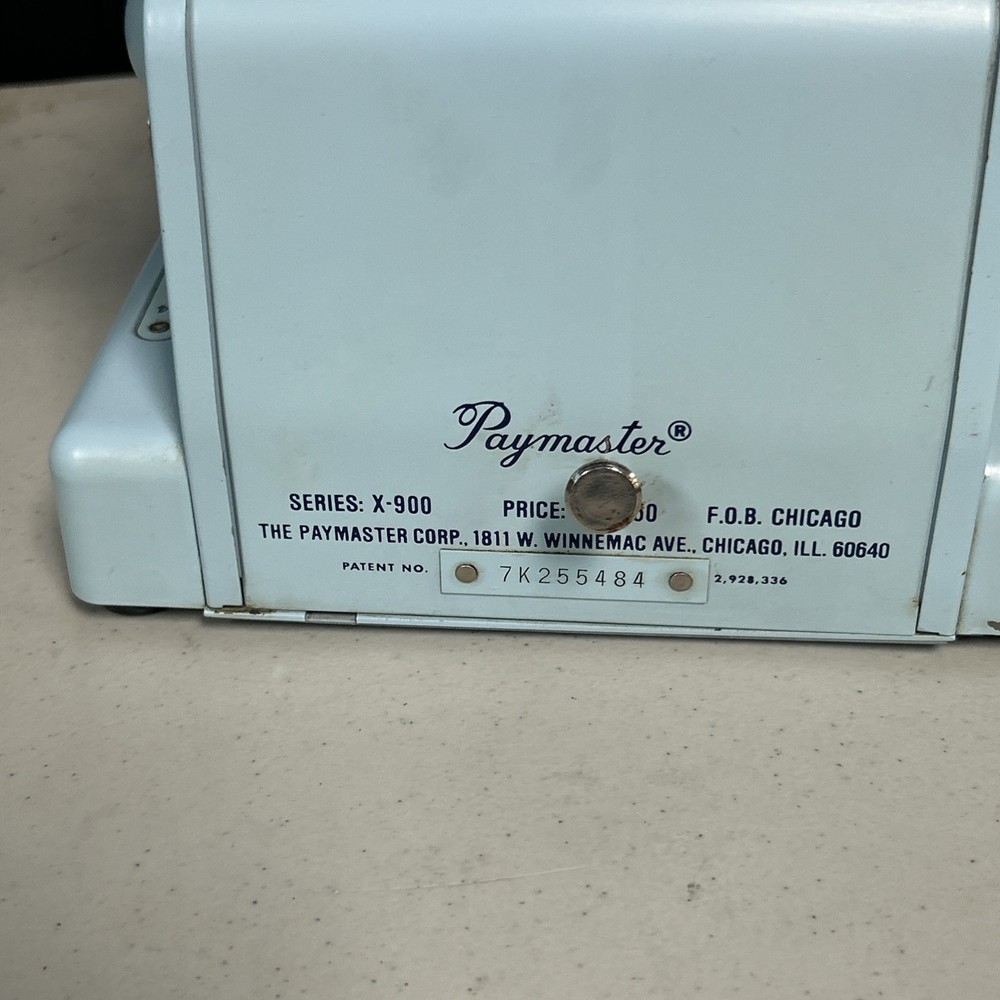 Paymaster®
SERIES: X-900 PRICE: 50 F.O.B. CHICAGO
THE PAYMASTER CORP., 1811 W. WINNEMAC AVE., CHICAGO, ILL. 60640
PATENT NO. 7K255484 2,928,336